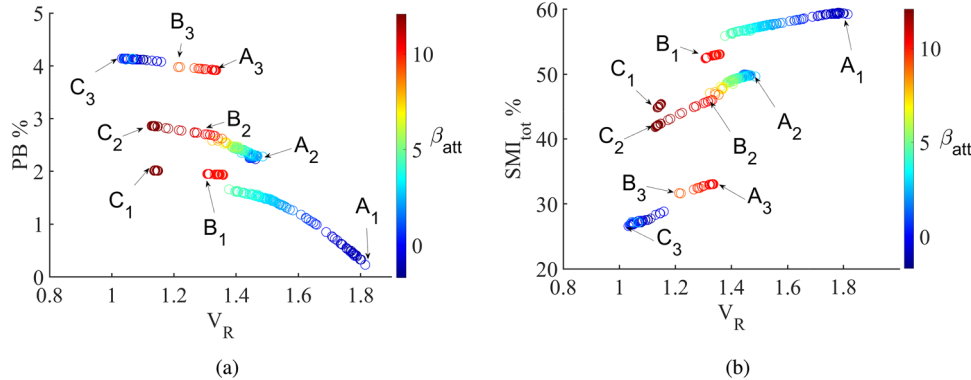 5
4
3
2
1
0
PB %
0.8 1 1.2 1.4 1.6 1.8
V_R
B_3
A_3
C_3
C_2
B_2
A_2
C_1
B_1
A_1
10
5
0
β_att
(a)
60
50
40
30
20
SMI_tot %
0.8 1 1.2 1.4 1.6 1.8
V_R
B_1
A_1
C_1
A_2
C_2
B_2
B_3
A_3
C_3
10
5
0
β_att
(b)